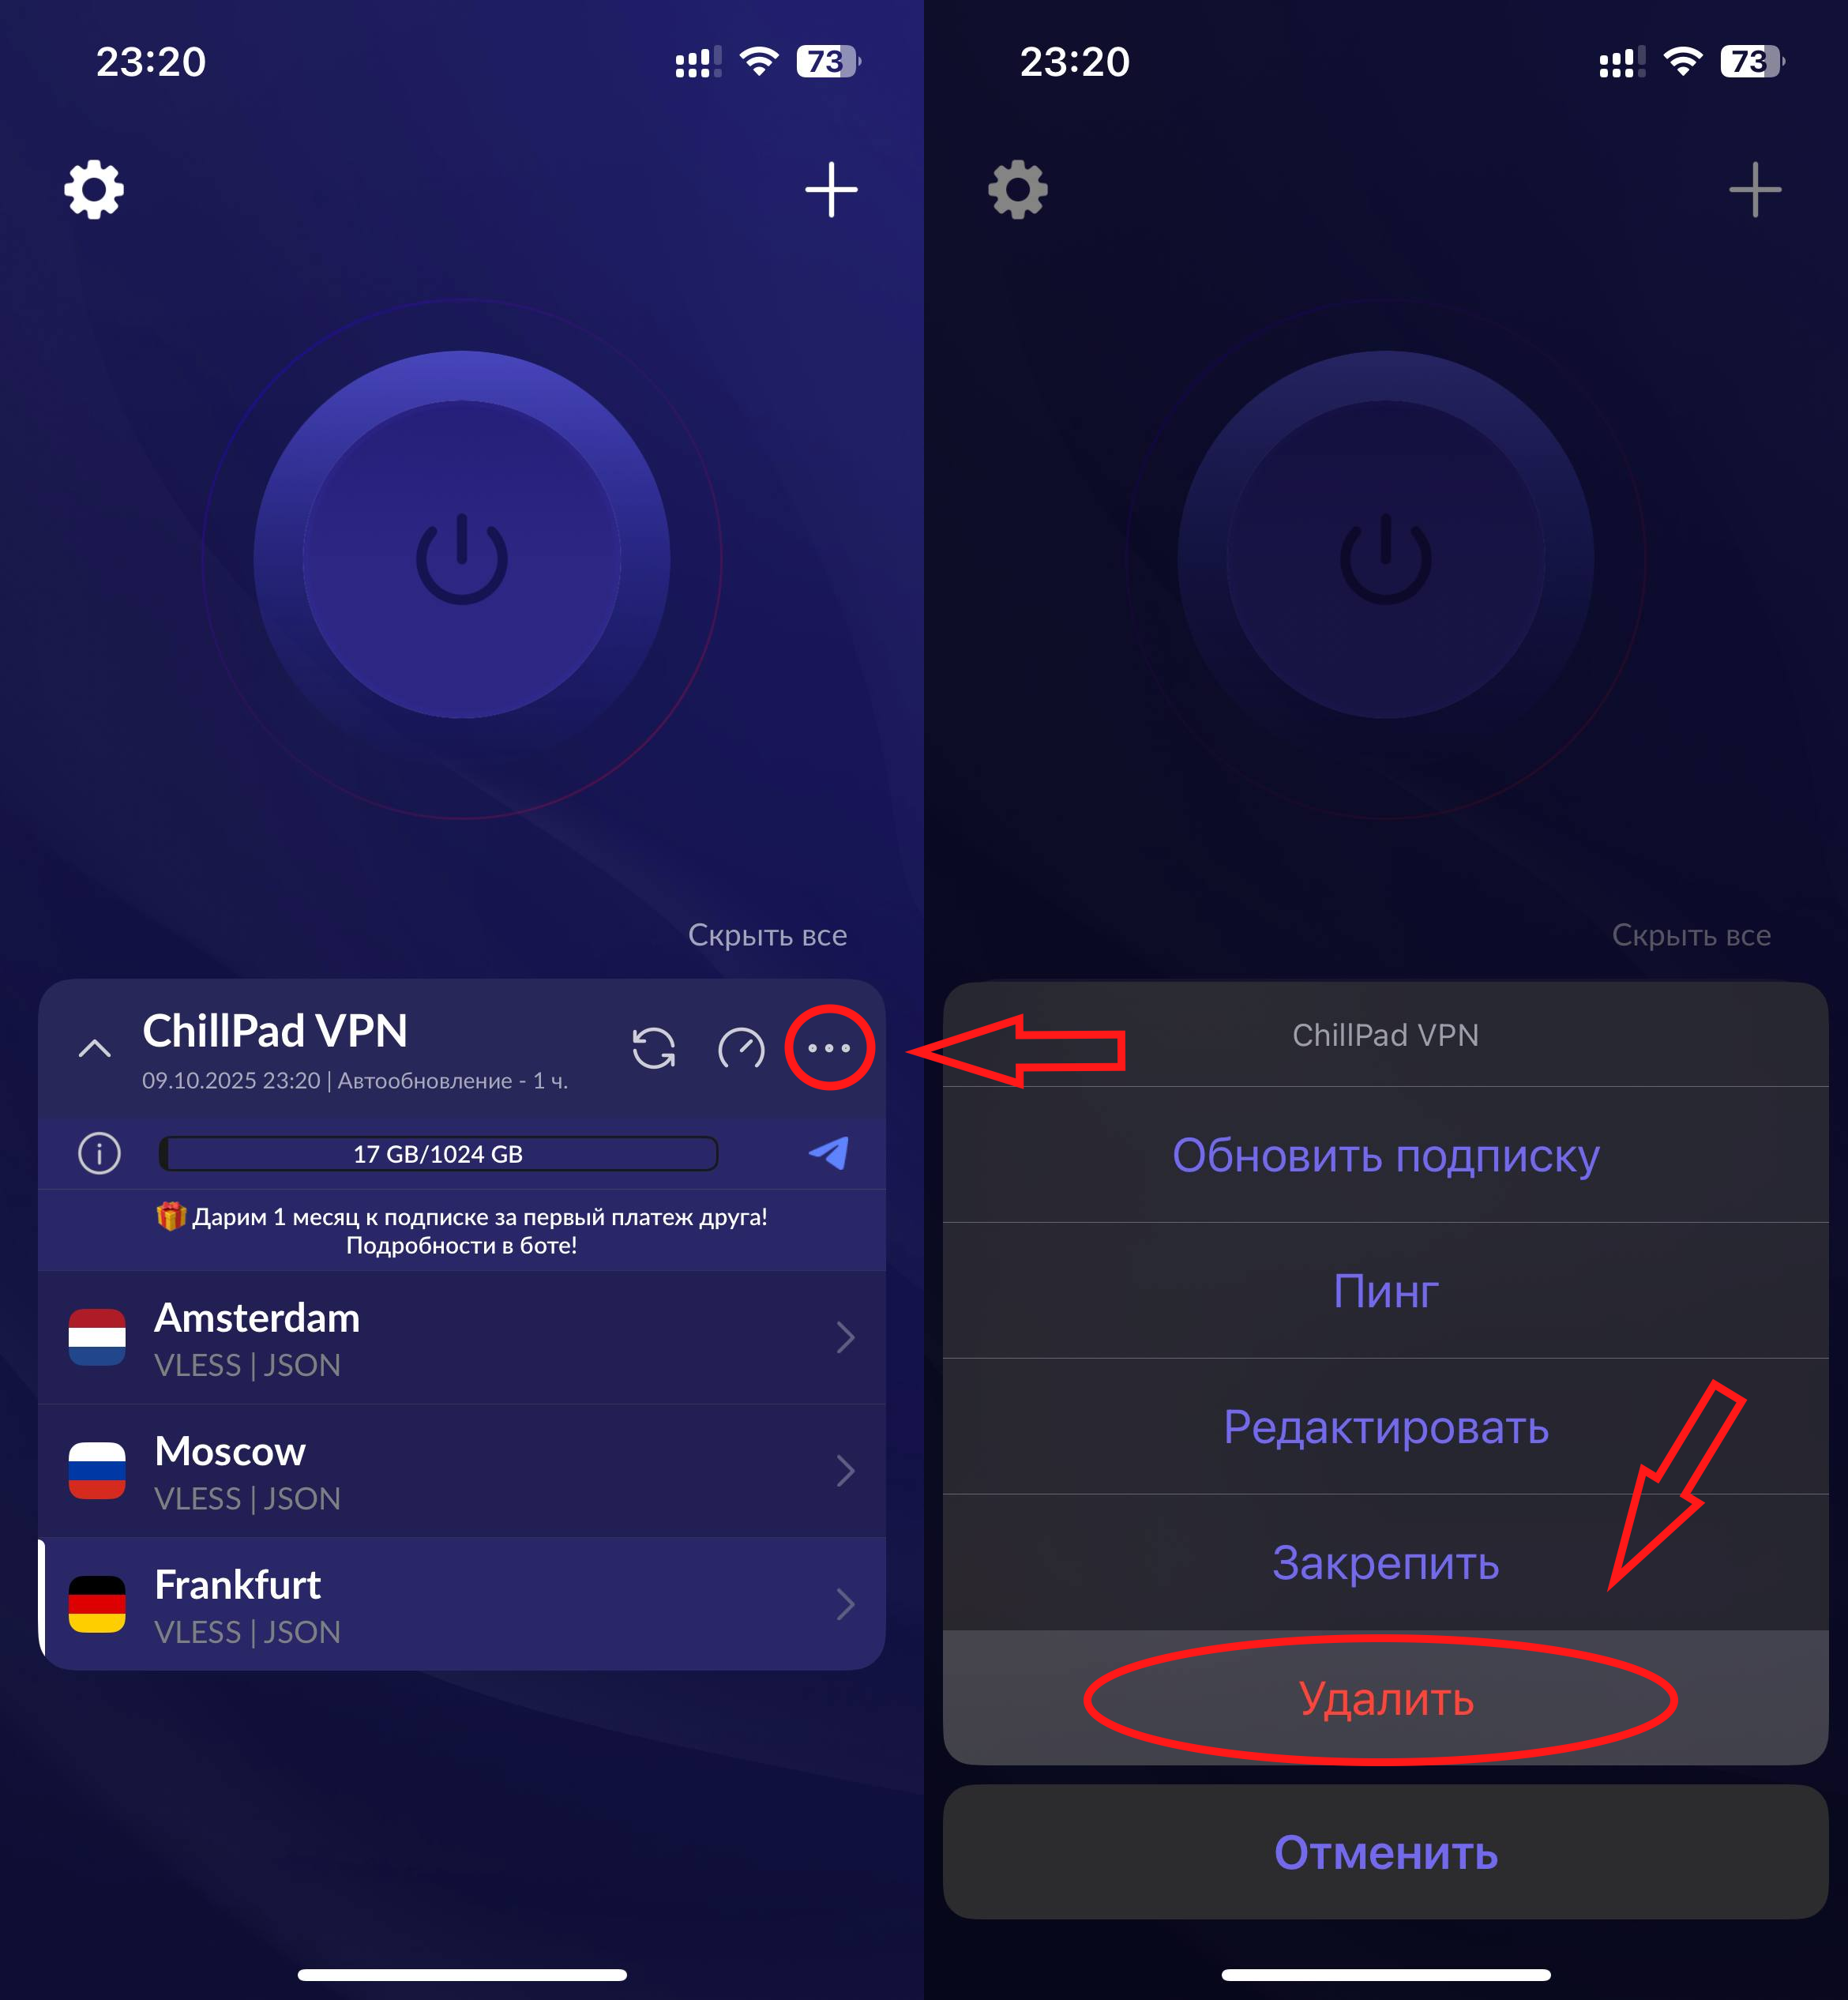 23:20
73
Скрыть все
ChillPad VPN
09.10.2025 23:20 | Автообновление - 1 ч.
17 GB/1024 GB
🎁 Дарим 1 месяц к подписке за первый платеж друга!
Подробности в боте!
Amsterdam
VLESS | JSON
Moscow
VLESS | JSON
Frankfurt
VLESS | JSON
23:20
73
Скрыть все
ChillPad VPN
Обновить подписку
Пинг
Редактировать
Закрепить
Удалить
Отменить